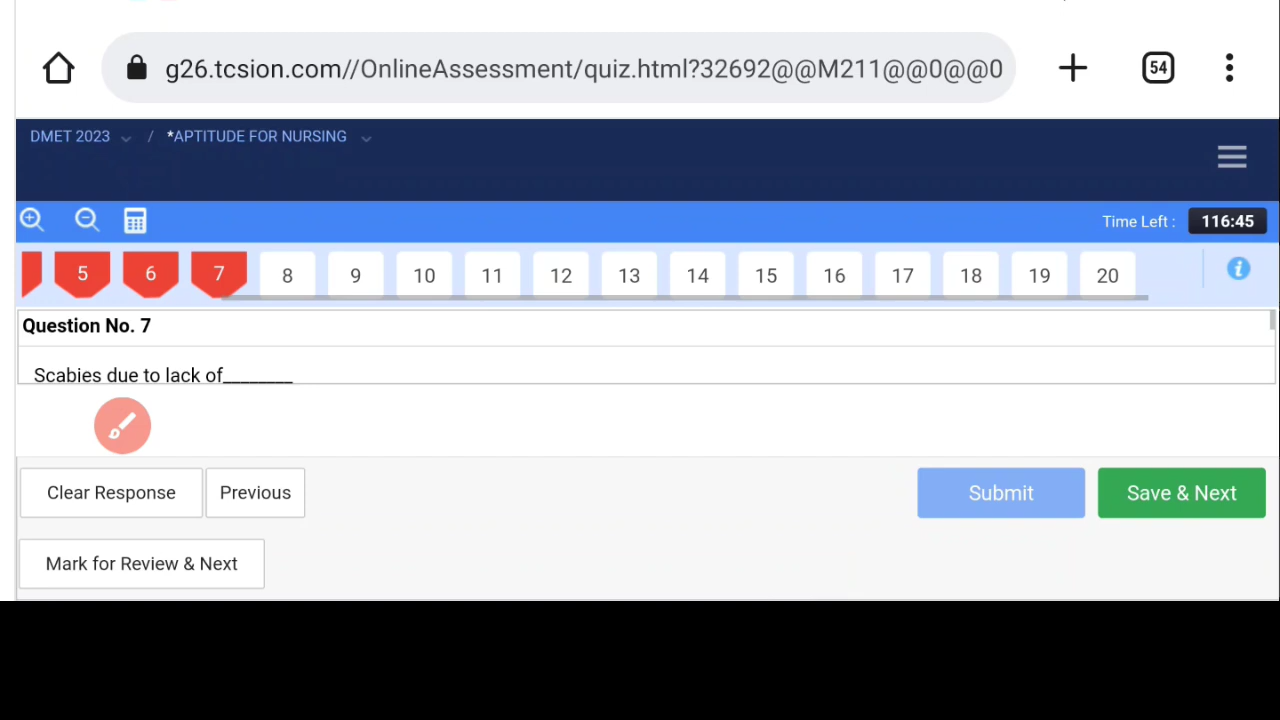 g26.tcsion.com//OnlineAssessment/quiz.html?32692@@M211@@0@@0
54
DMET 2023 / *APTITUDE FOR NURSING
Time Left : 116:45
5 6 7 8 9 10 11 12 13 14 15 16 17 18 19 20
Question No. 7
Scabies due to lack of________
Clear Response Previous Submit Save & Next
Mark for Review & Next